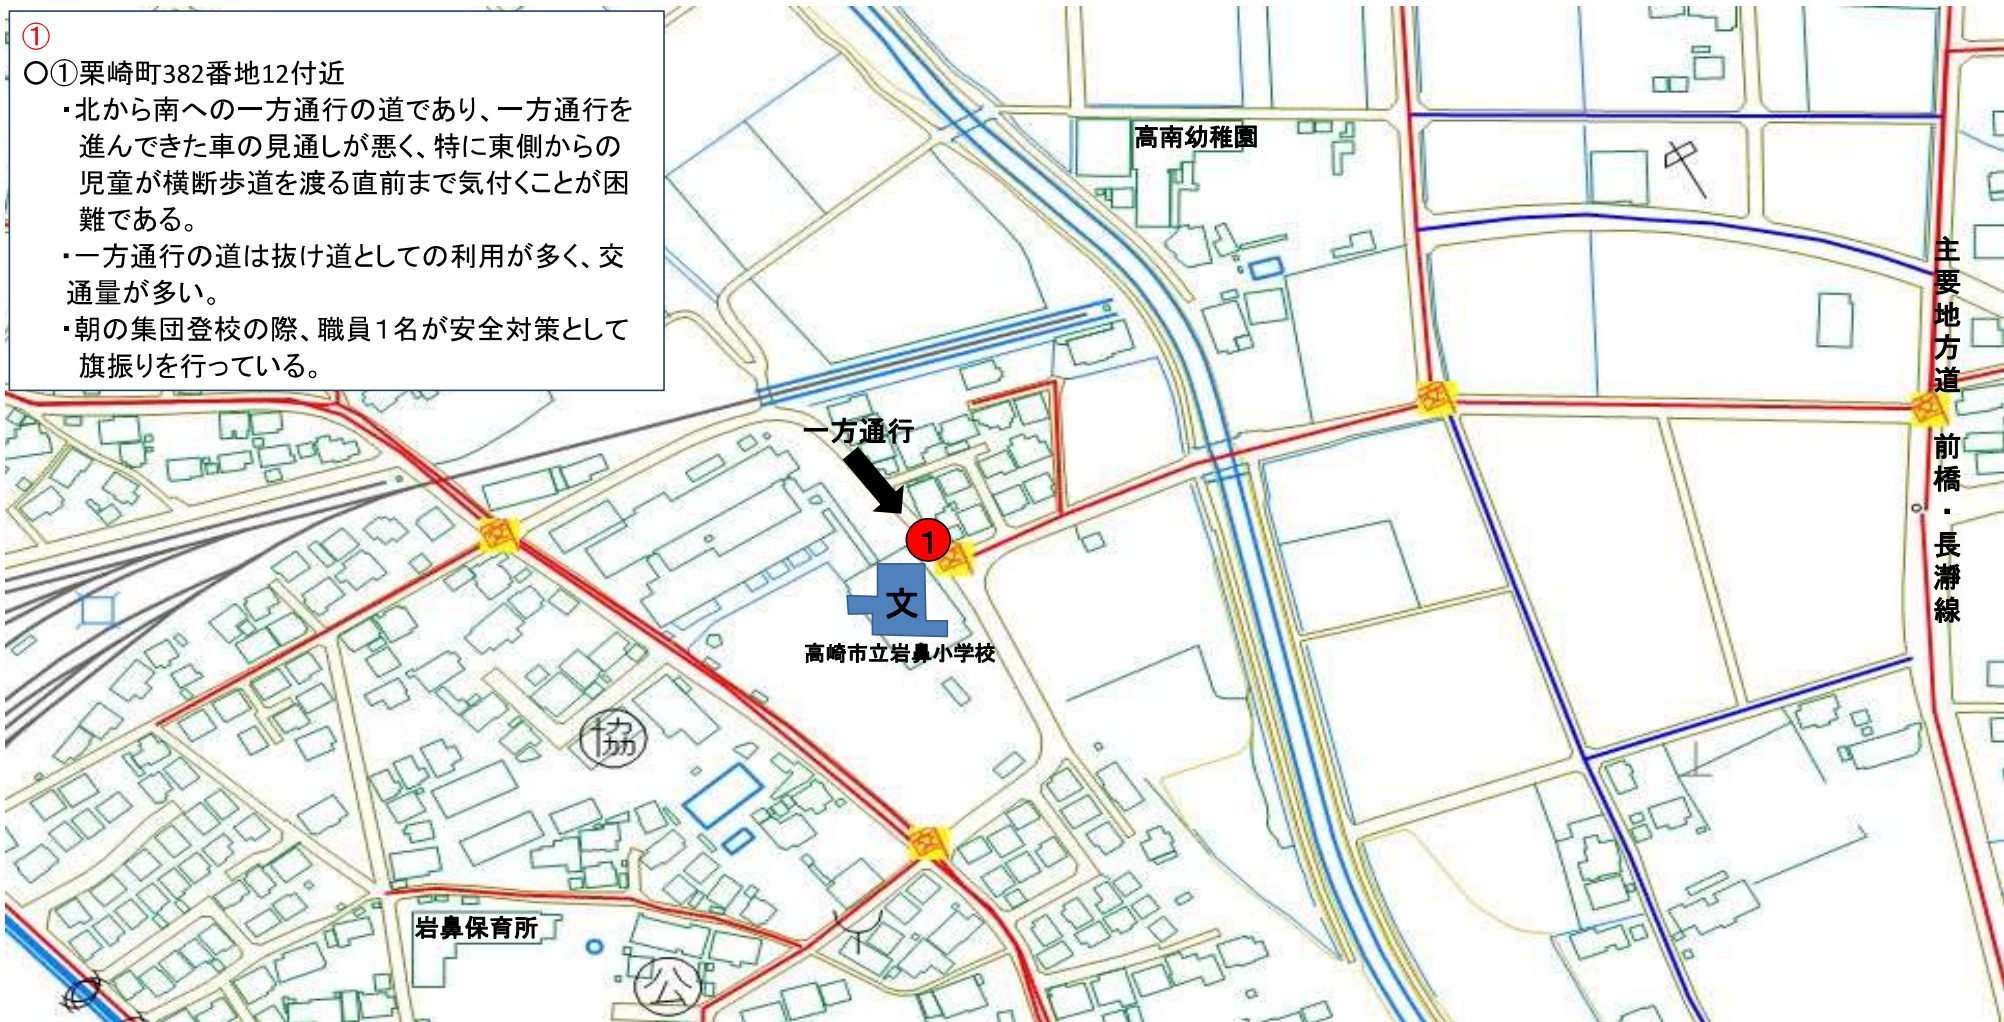 ①
○①栗崎町382番地12付近
・北から南への一方通行の道であり、一方通行を
進んできた車の見通しが悪く、特に東側からの
児童が横断歩道を渡る直前まで気付くことが困
難である。
・一方通行の道は抜け道としての利用が多く、交
通量が多い。
・朝の集団登校の際、職員1名が安全対策として
旗振りを行っている。
高南幼稚園
主要地方道 前橋・長瀞線
一方通行
1
文
高崎市立岩鼻小学校
協
岩鼻保育所
公